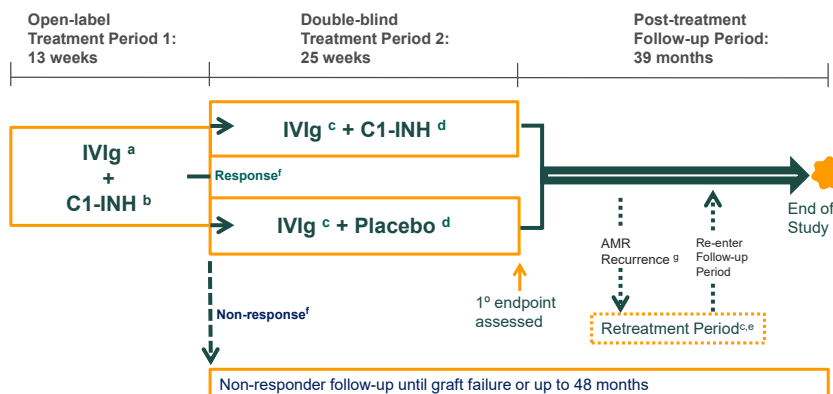 Open-label
Treatment Period 1:
13 weeks
Double-blind
Treatment Period 2:
25 weeks
Post-treatment
Follow-up Period:
39 months
IVIg a
+
C1-INH b
IVIg c + C1-INH d
Responsef
IVIg c + Placebo d
Non-responsef
1º endpoint
assessed
AMR
Recurrence g
Re-enter
Follow-up
Period
Retreatment Periodc,e
End of
Study
Non-responder follow-up until graft failure or up to 48 months